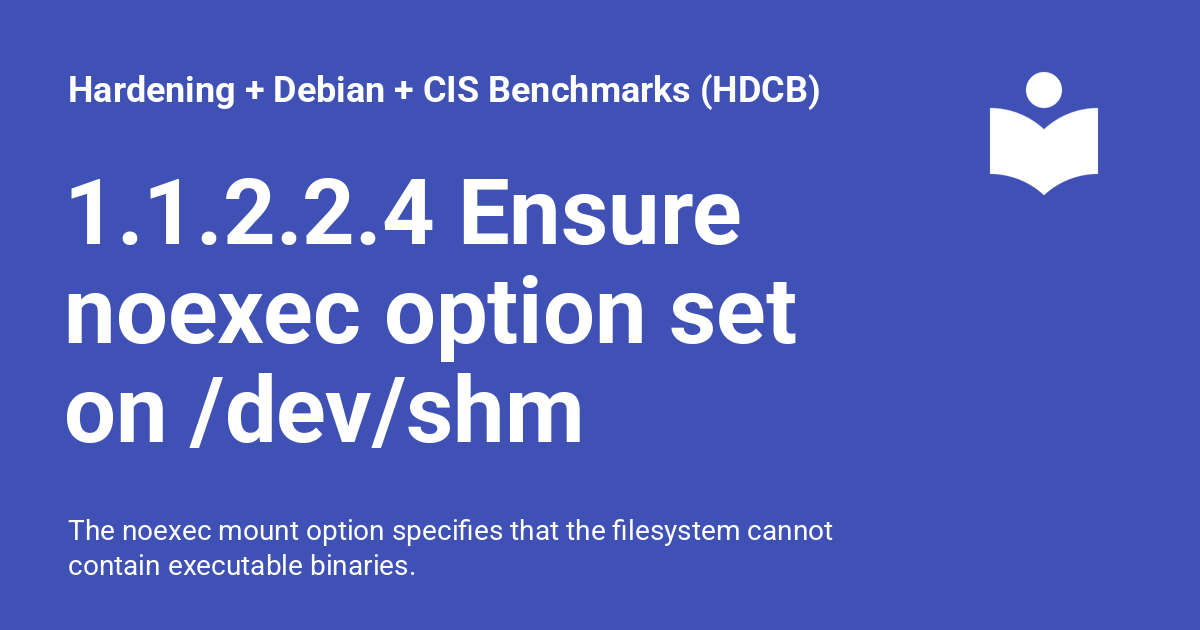 Hardening + Debian + CIS Benchmarks (HDCB)
1.1.2.2.4 Ensure
noexec option set
on /dev/shm
The noexec mount option specifies that the filesystem cannot
contain executable binaries.